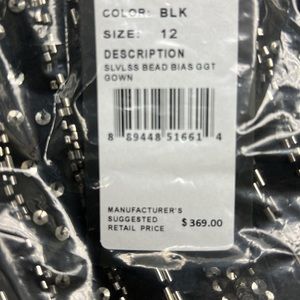 COLOR: BLK
SIZE: 12
DESCRIPTION
SLVLSS BEAD BIAS GGT
GOWN
8 89448 51661 4
MANUFACTURER'S
SUGGESTED
RETAIL PRICE $369.00